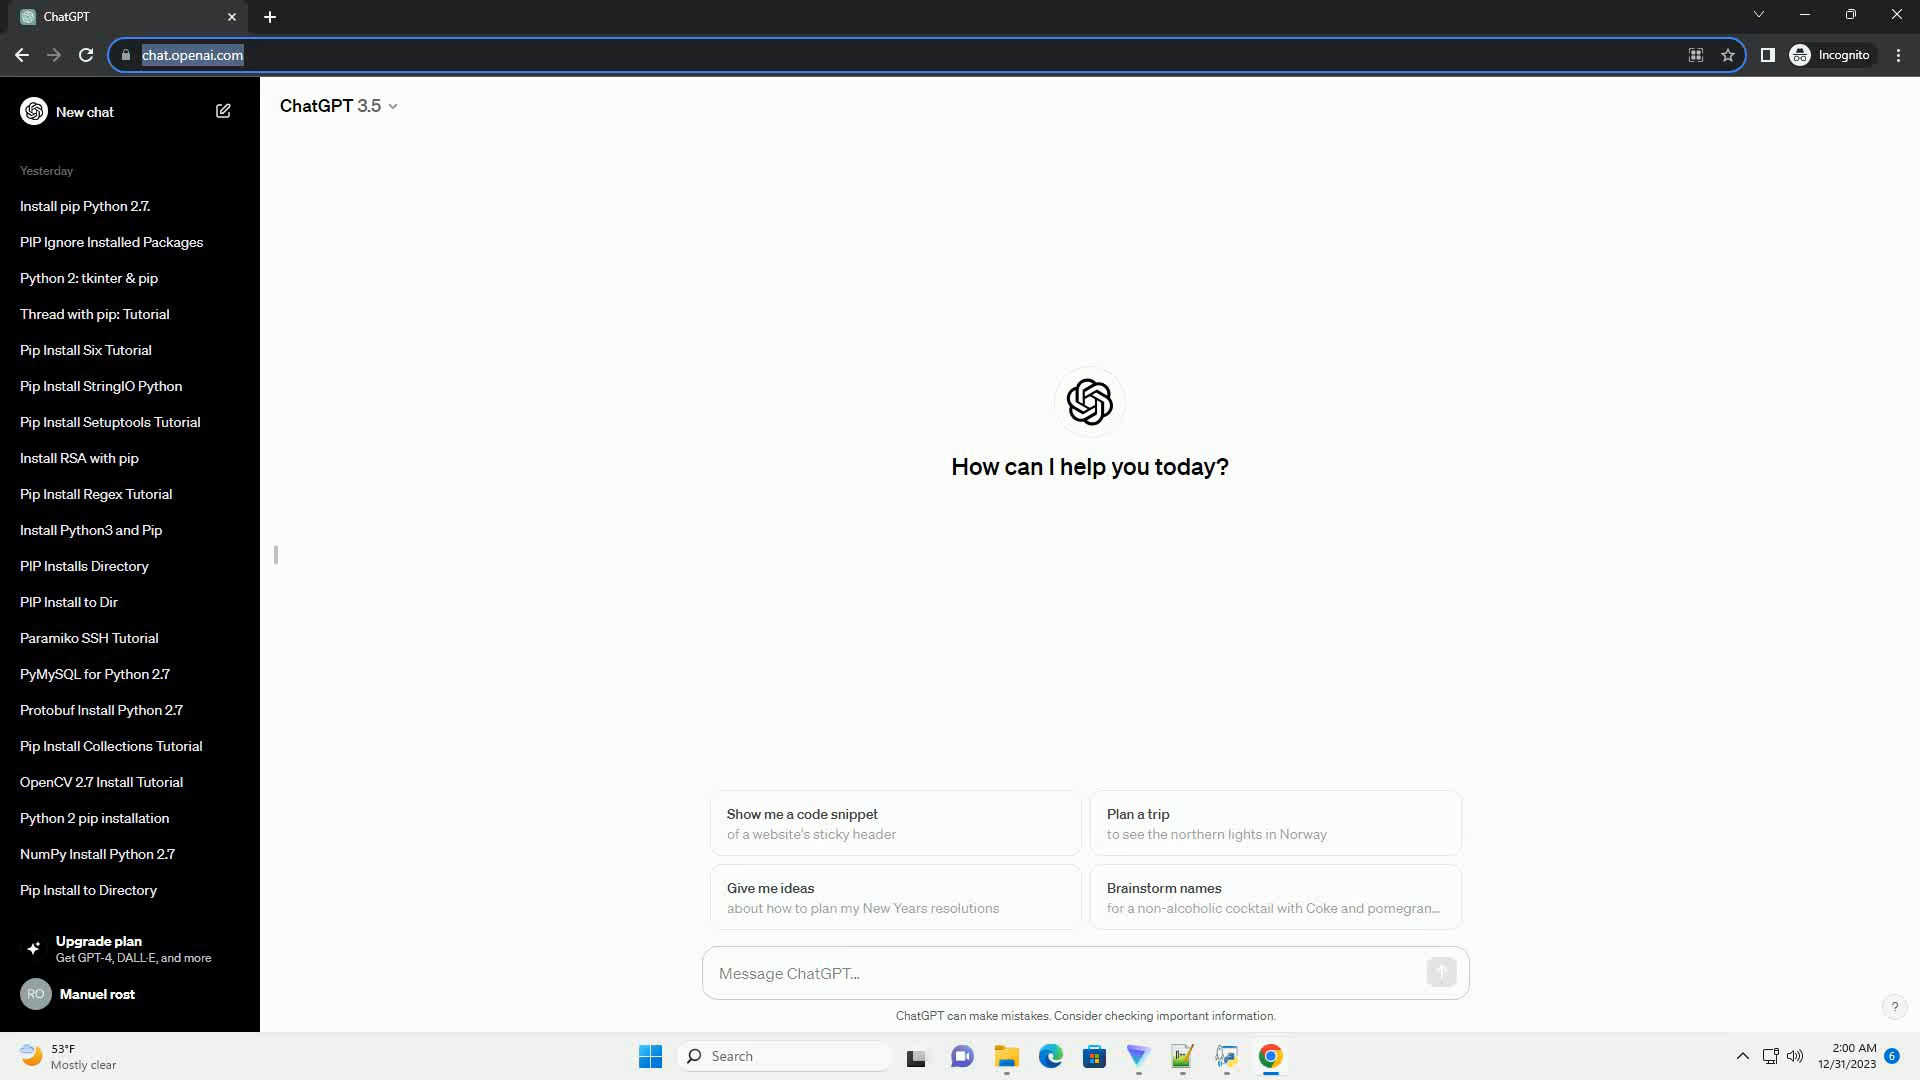 ChatGPT
chat.openai.com
Incognito
New chat
ChatGPT 3.5
Yesterday
Install pip Python 2.7.
PIP Ignore Installed Packages
Python 2: tkinter & pip
Thread with pip: Tutorial
Pip Install Six Tutorial
Pip Install StringIO Python
Pip Install Setuptools Tutorial
Install RSA with pip
Pip Install Regex Tutorial
Install Python3 and Pip
PIP Installs Directory
PIP Install to Dir
Paramiko SSH Tutorial
PyMySQL for Python 2.7
Protobuf Install Python 2.7
Pip Install Collections Tutorial
OpenCV 2.7 Install Tutorial
Python 2 pip installation
NumPy Install Python 2.7
Pip Install to Directory
Upgrade plan
Get GPT-4, DALL·E, and more
RO
Manuel rost
How can I help you today?
Show me a code snippet
of a website's sticky header
Plan a trip
to see the northern lights in Norway
Give me ideas
about how to plan my New Years resolutions
Brainstorm names
for a non-alcoholic cocktail with Coke and pomegran...
Message ChatGPT...
ChatGPT can make mistakes. Consider checking important information.
?
53°F
Mostly clear
Search
2:00 AM
12/31/2023
6